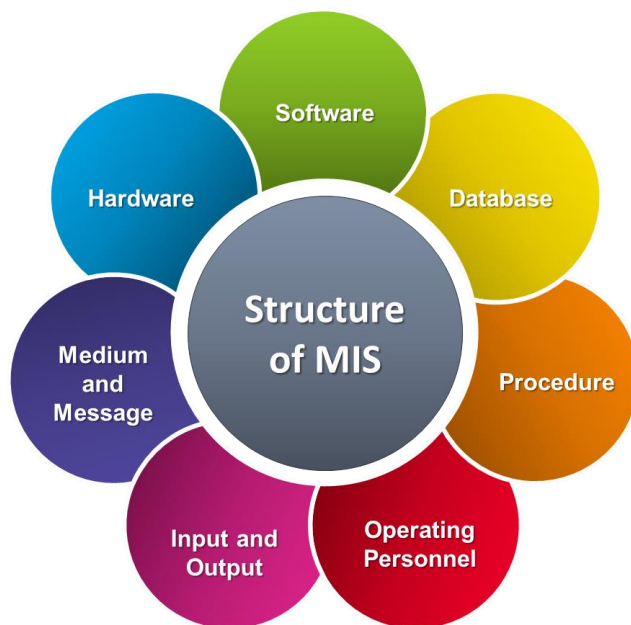 Software
Hardware
Database
Structure
of MIS
Medium
and
Message
Procedure
Input and
Output
Operating
Personnel